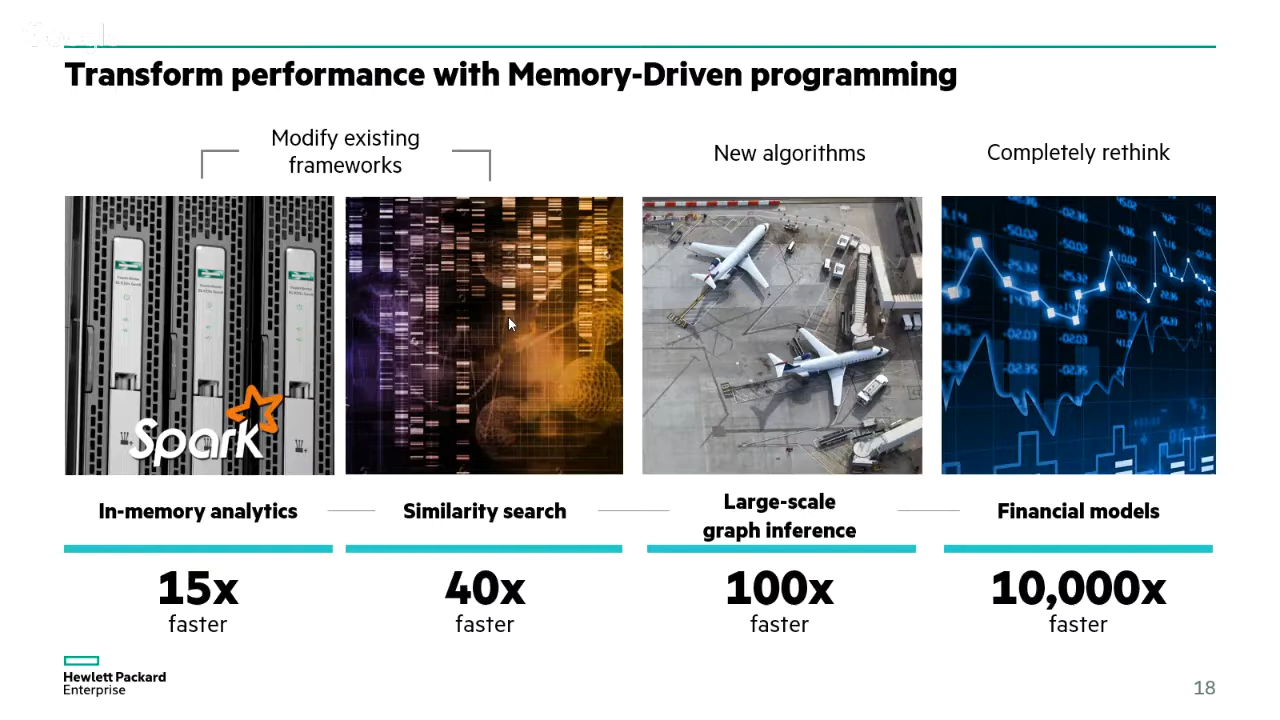 Transform performance with Memory-Driven programming
Modify existing
frameworks
New algorithms
Completely rethink
Spark
In-memory analytics
Similarity search
Large-scale
graph inference
Financial models
15x
faster
40x
faster
100x
faster
10,000x
faster
Hewlett Packard
Enterprise
18